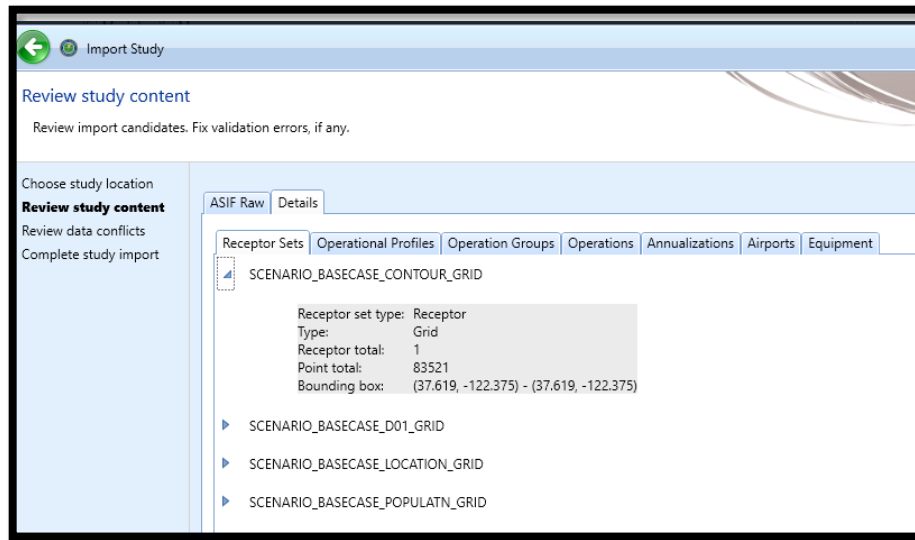 Import Study
Review study content
Review import candidates. Fix validation errors, if any.
Choose study location
Review study content
Review data conflicts
Complete study import
ASIF Raw Details
Receptor Sets Operational Profiles Operation Groups Operations Annualizations Airports Equipment
SCENARIO_BASECASE_CONTOUR_GRID
Receptor set type: Receptor
Type: Grid
Receptor total: 1
Point total: 83521
Bounding box: (37.619, -122.375) - (37.619, -122.375)
SCENARIO_BASECASE_D01_GRID
SCENARIO_BASECASE_LOCATION_GRID
SCENARIO_BASECASE_POPULATN_GRID